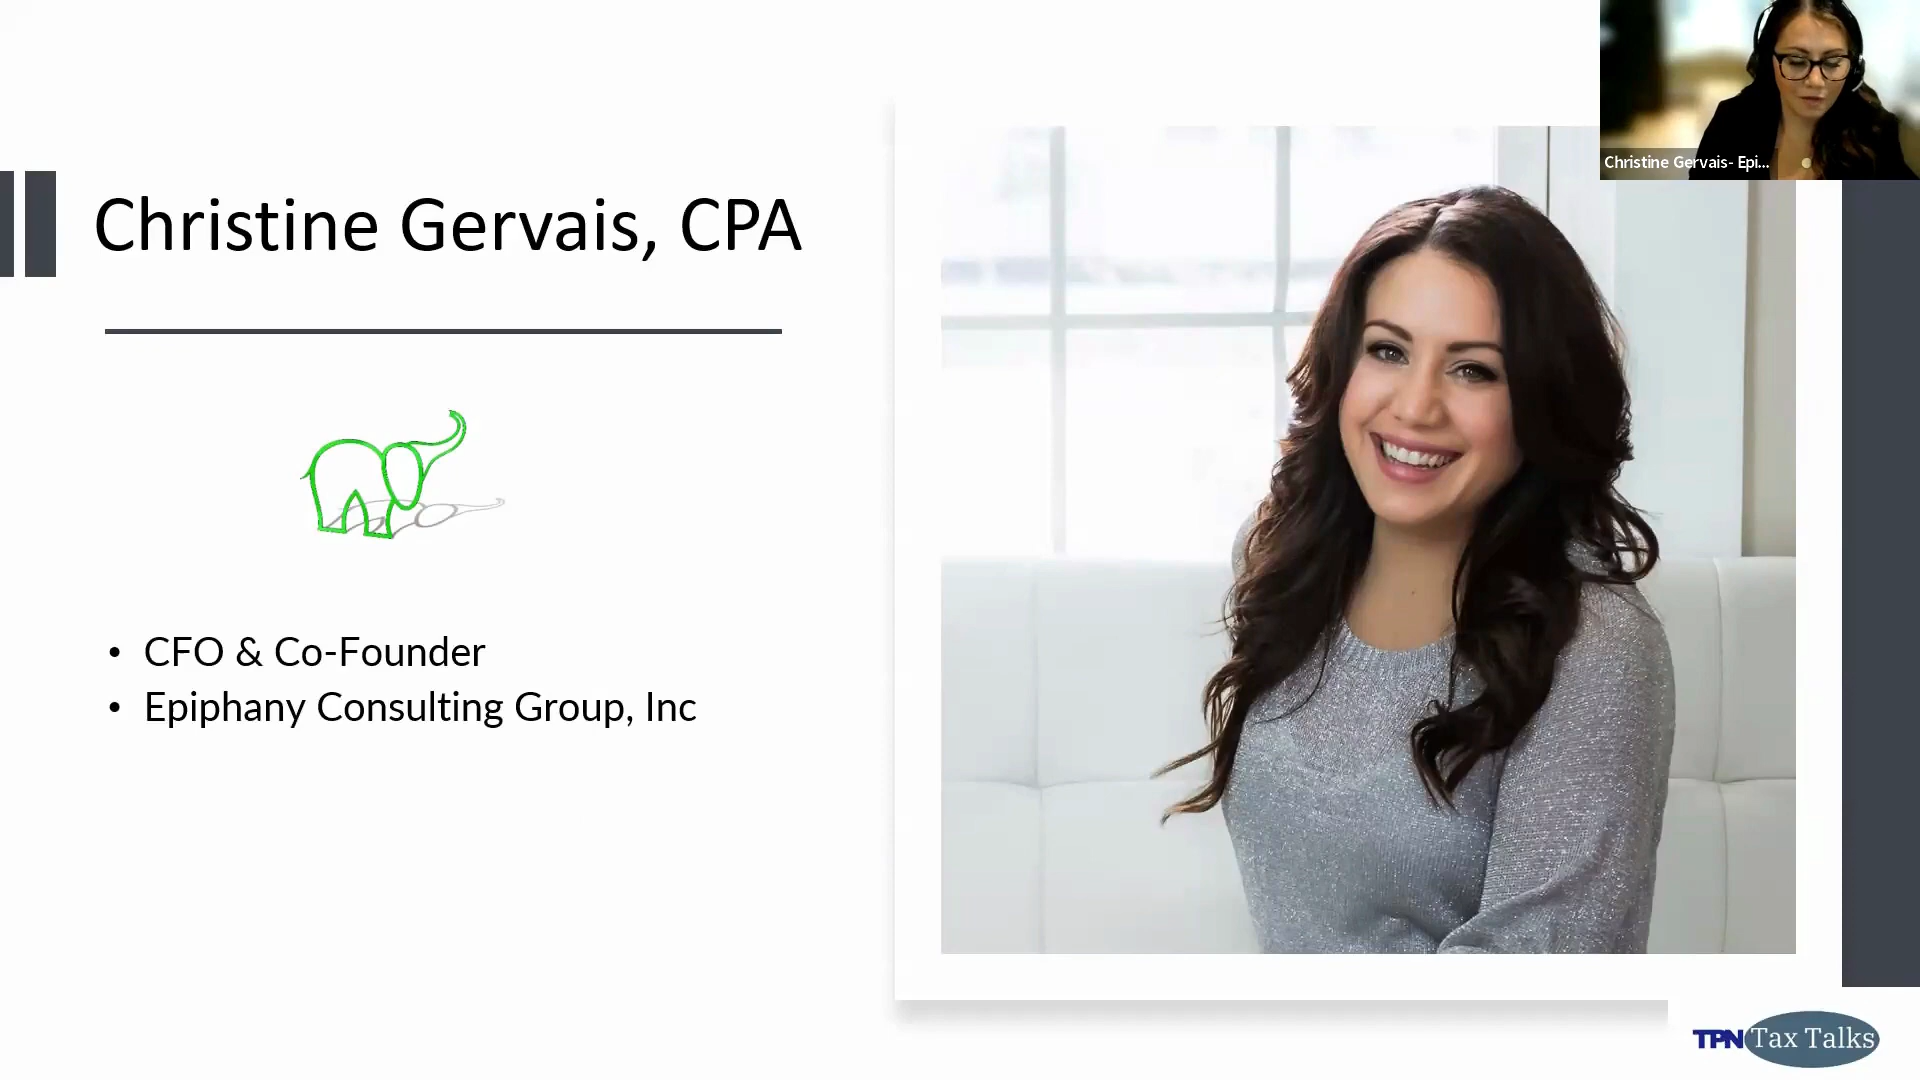 Christine Gervais- Epi...
Christine Gervais, CPA
• CFO & Co-Founder
• Epiphany Consulting Group, Inc
TPN Tax Talks